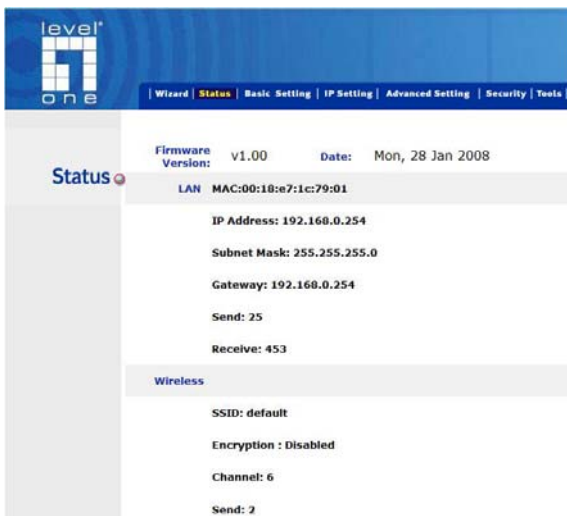 level®
one
| Wizard | Status | Basic Setting | IP Setting | Advanced Setting | Security | Tools |
Status
Firmware Version: v1.00 Date: Mon, 28 Jan 2008
LAN MAC:00:18:e7:1c:79:01
IP Address: 192.168.0.254
Subnet Mask: 255.255.255.0
Gateway: 192.168.0.254
Send: 25
Receive: 453
Wireless
SSID: default
Encryption : Disabled
Channel: 6
Send: 2